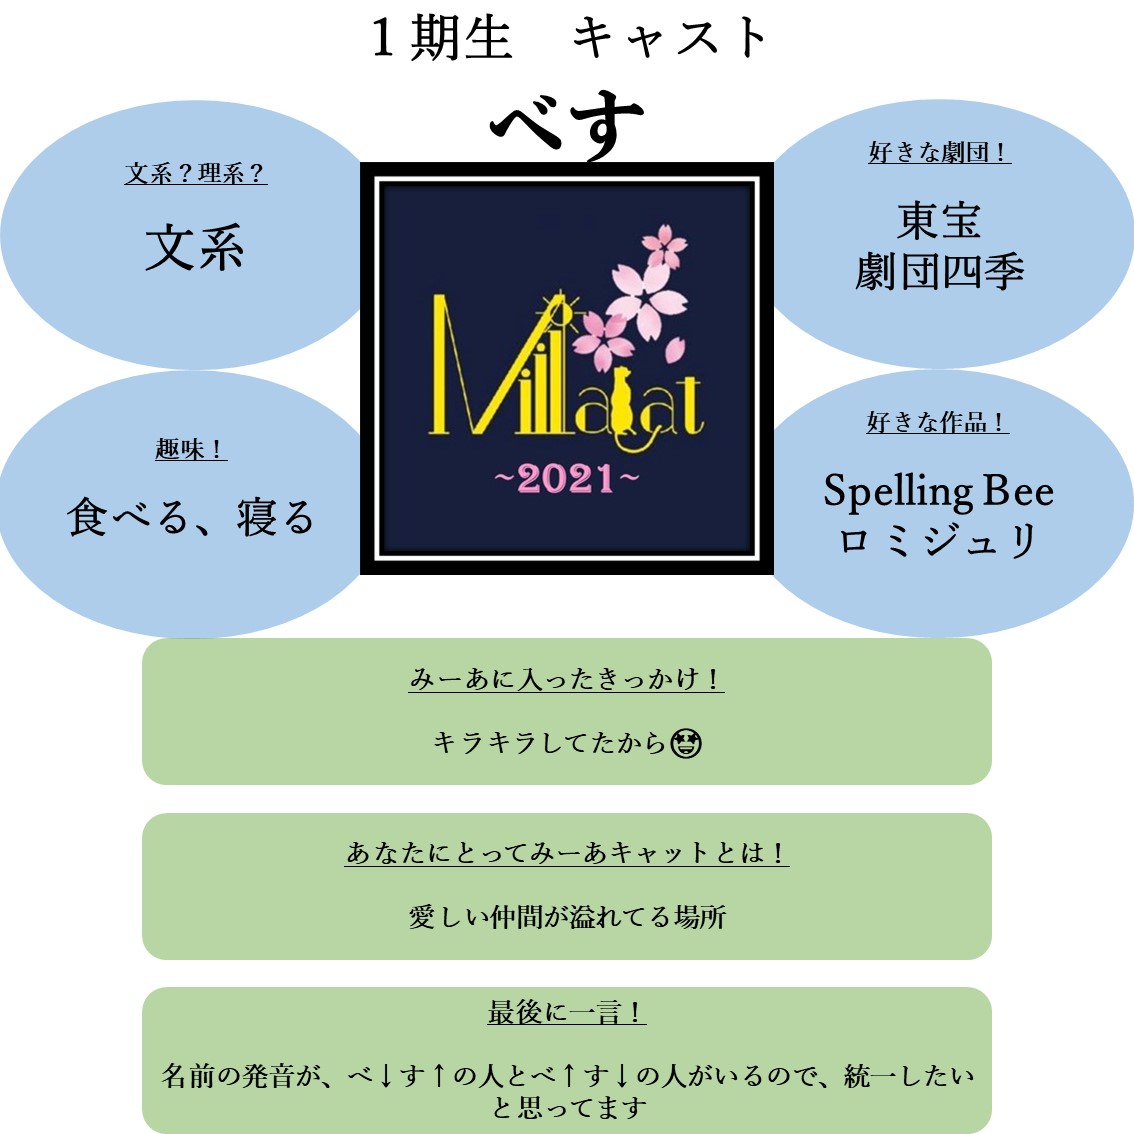 1期生　キャスト
べす
文系？理系？
文系
好きな劇団！
東宝
劇団四季
趣味！
食べる、寝る
好きな作品！
Spelling Bee
ロミジュリ
~2021~
みーあに入ったきっかけ！
キラキラしてたから🤩
あなたにとってみーあキャットとは！
愛しい仲間が溢れてる場所
最後に一言！
名前の発音が、べ↓す↑の人とべ↑す↓の人がいるので、統一したい
と思ってます